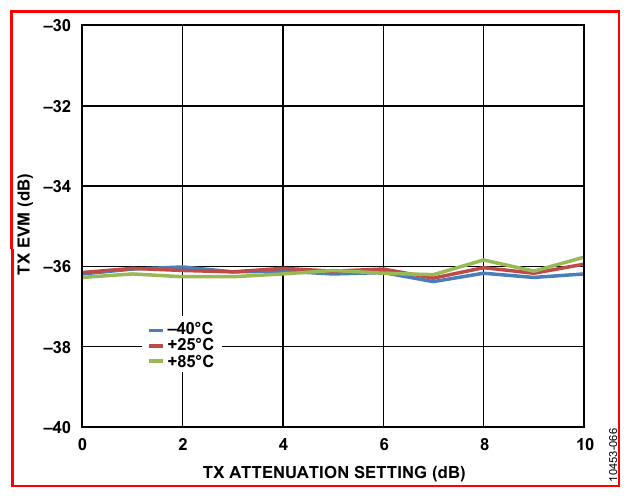 –30
–32
–34
–36
–38
–40
TX EVM (dB)
–40°C
+25°C
+85°C
0 2 4 6 8 10
TX ATTENUATION SETTING (dB)
10453-066